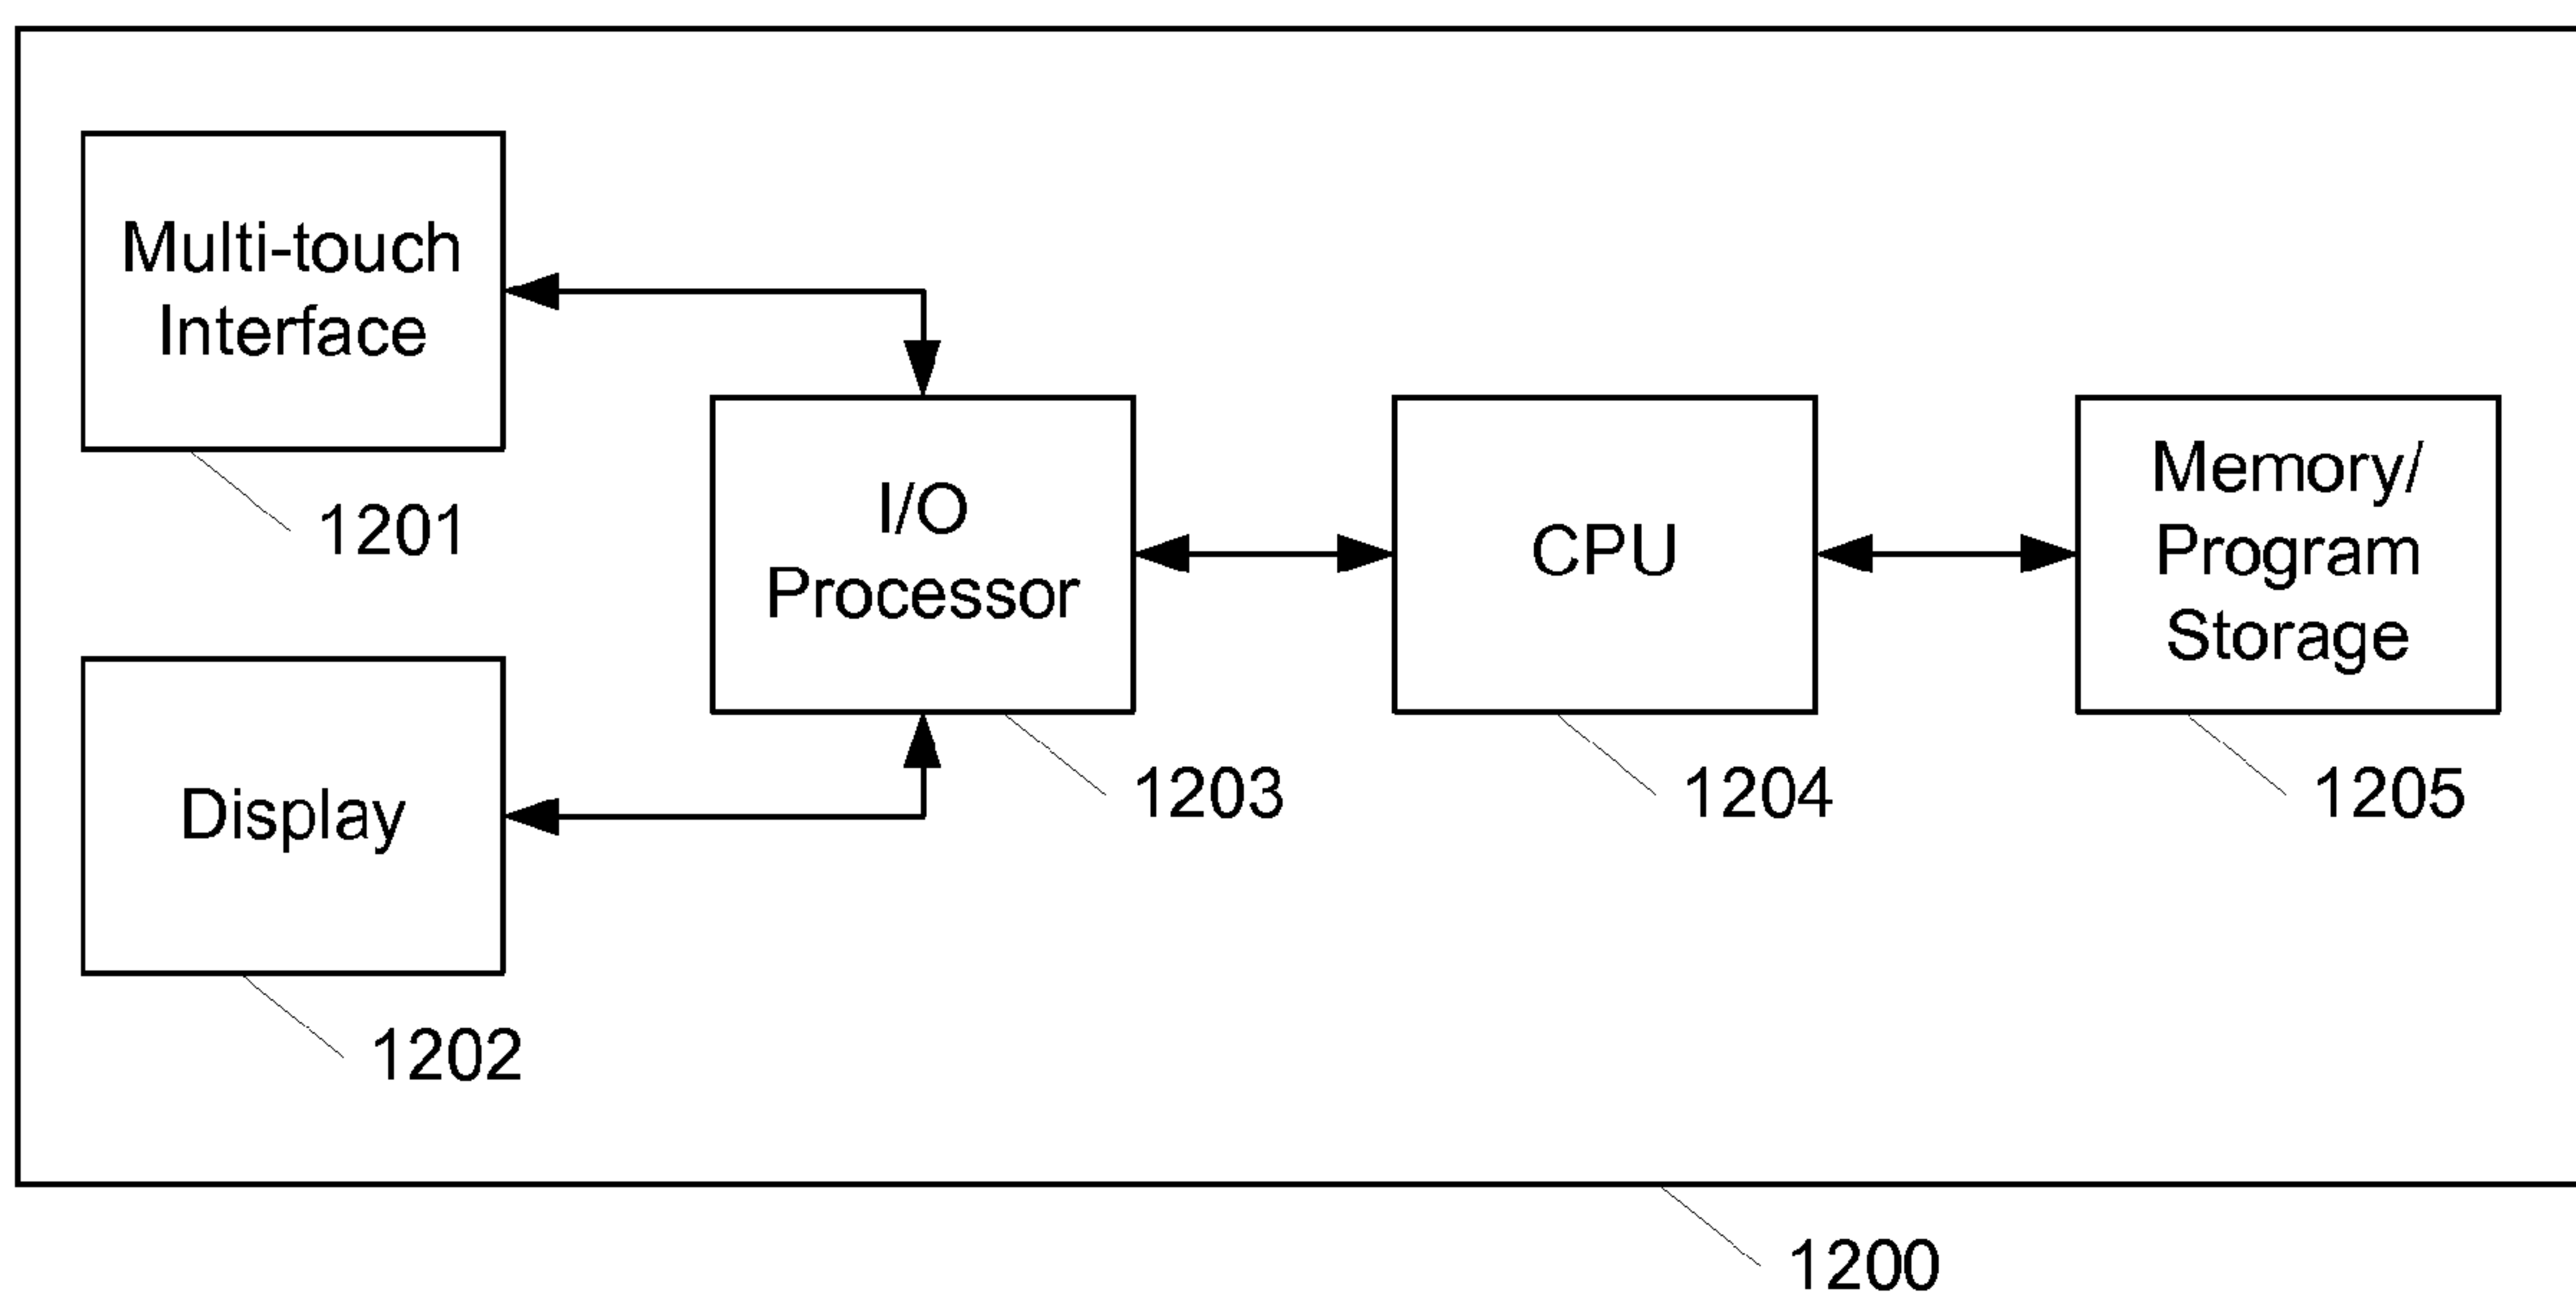 Multi-touch
Interface
1201
I/O
Processor
1203
CPU
1204
Memory/
Program
Storage
1205
Display
1202
1200